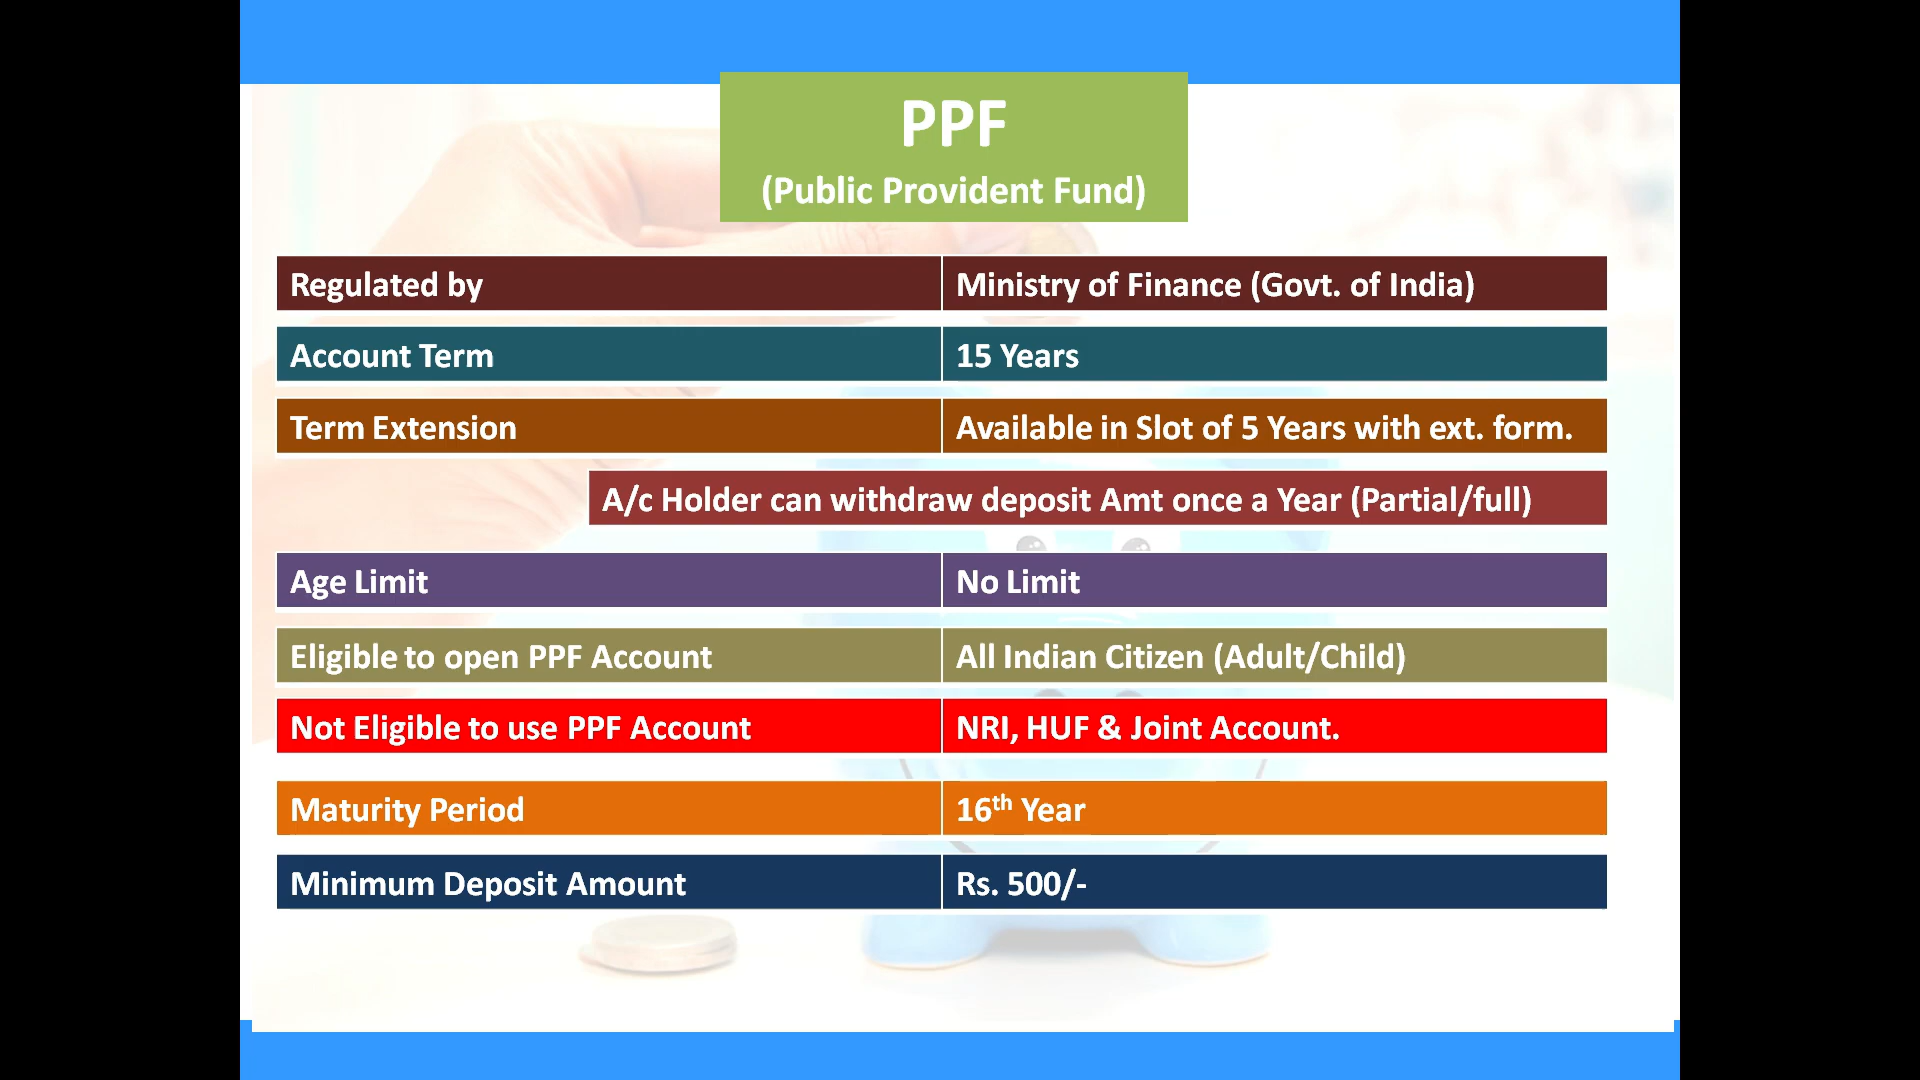 PPF
(Public Provident Fund)
Regulated by Ministry of Finance (Govt. of India)
Account Term 15 Years
Term Extension Available in Slot of 5 Years with ext. form.
A/c Holder can withdraw deposit Amt once a Year (Partial/full)
Age Limit No Limit
Eligible to open PPF Account All Indian Citizen (Adult/Child)
Not Eligible to use PPF Account NRI, HUF & Joint Account.
Maturity Period 16th Year
Minimum Deposit Amount Rs. 500/-